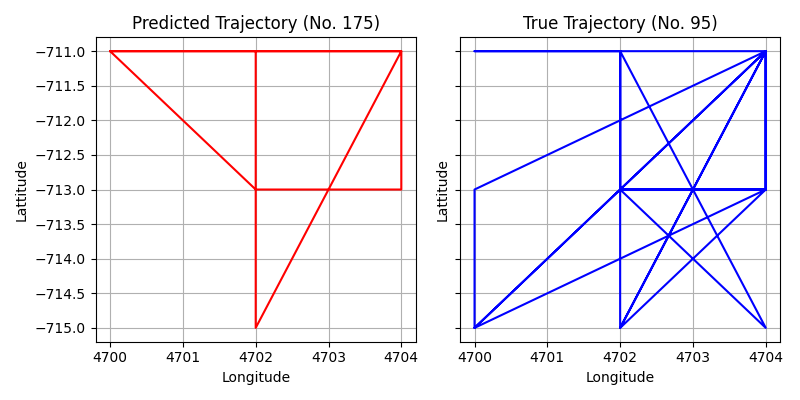 Predicted Trajectory (No. 175)
−711.0
−711.5
−712.0
−712.5
−713.0
−713.5
−714.0
−714.5
−715.0
Lattitude
4700 4701 4702 4703 4704
Longitude
True Trajectory (No. 95)
Lattitude
4700 4701 4702 4703 4704
Longitude